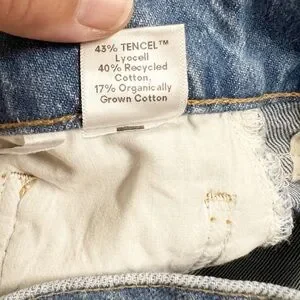 43% TENCEL™
Lyocell
40% Recycled
Cotton,
17% Organically
Grown Cotton